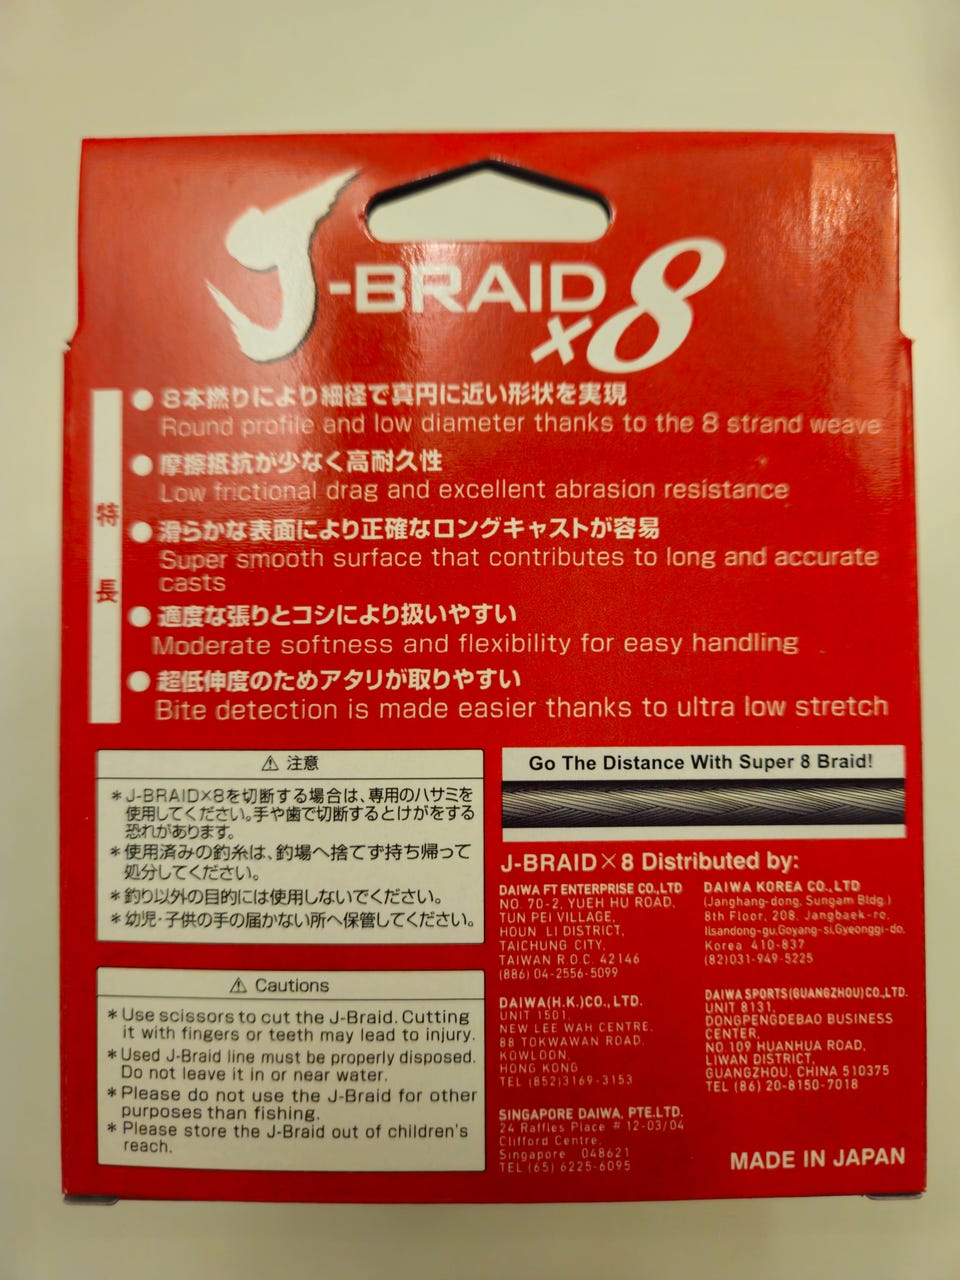 J-BRAID
×8
特長
● 8本撚りにより細径で真円に近い形状を実現
Round profile and low diameter thanks to the 8 strand weave
● 摩擦抵抗が少なく高耐久性
Low frictional drag and excellent abrasion resistance
● 滑らかな表面により正確なロングキャストが容易
Super smooth surface that contributes to long and accurate
casts
● 適度な張りとコシにより扱いやすい
Moderate softness and flexibility for easy handling
● 超低伸度のためアタリが取りやすい
Bite detection is made easier thanks to ultra low stretch
⚠ 注意
＊J-BRAID×8を切断する場合は、専用のハサミを
使用してください。手や歯で切断するとけがをする
恐れがあります。
＊使用済みの釣糸は、釣場へ捨てず持ち帰って
処分してください。
＊釣り以外の目的には使用しないでください。
＊幼児・子供の手の届かない所へ保管してください。
⚠ Cautions
＊Use scissors to cut the J-Braid. Cutting
it with fingers or teeth may lead to injury.
＊Used J-Braid line must be properly disposed.
Do not leave it in or near water.
＊Please do not use the J-Braid for other
purposes than fishing.
＊Please store the J-Braid out of children's
reach.
Go The Distance With Super 8 Braid!
J-BRAID×8 Distributed by:
DAIWA FT ENTERPRISE CO.,LTD
NO. 70-2, YUEH HU ROAD,
TUN PEI VILLAGE,
HOUN LI DISTRICT,
TAICHUNG CITY,
TAIWAN R.O.C. 42146
(886) 04-2556-5099
DAIWA(H.K.)CO., LTD.
UNIT 1501,
NEW LEE WAH CENTRE,
88 TOKWAWAN ROAD,
KOWLOON,
HONG KONG
TEL (852)3169-3153
SINGAPORE DAIWA, PTE.LTD.
24 Raffles Place # 12-03/04
Clifford Centre,
Singapore 048621
TEL (65) 6225-6095
DAIWA KOREA CO., LTD
(Janghang-dong, Sungam Bldg.)
8th Floor, 208, Jangbaek-ro,
Ilsandong-gu,Goyang-si,Gyeonggi-do,
Korea 410-837
(82)031-949-5225
DAIWA SPORTS(GUANGZHOU)CO.,LTD.
UNIT 8131,
DONGPENGDEBAO BUSINESS
CENTER,
NO.109 HUANHUA ROAD,
LIWAN DISTRICT,
GUANGZHOU, CHINA 510375
TEL (86) 20-8150-7018
MADE IN JAPAN